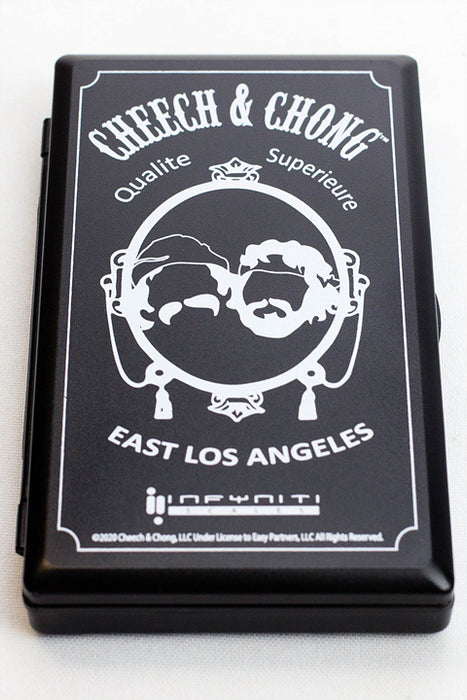 CHEECH & CHONG™
Qualite Superieure
EAST LOS ANGELES
INFYNITI
SCALES
©2020 Cheech & Chong, LLC Under License to Easy Partners, LLC All Rights Reserved.